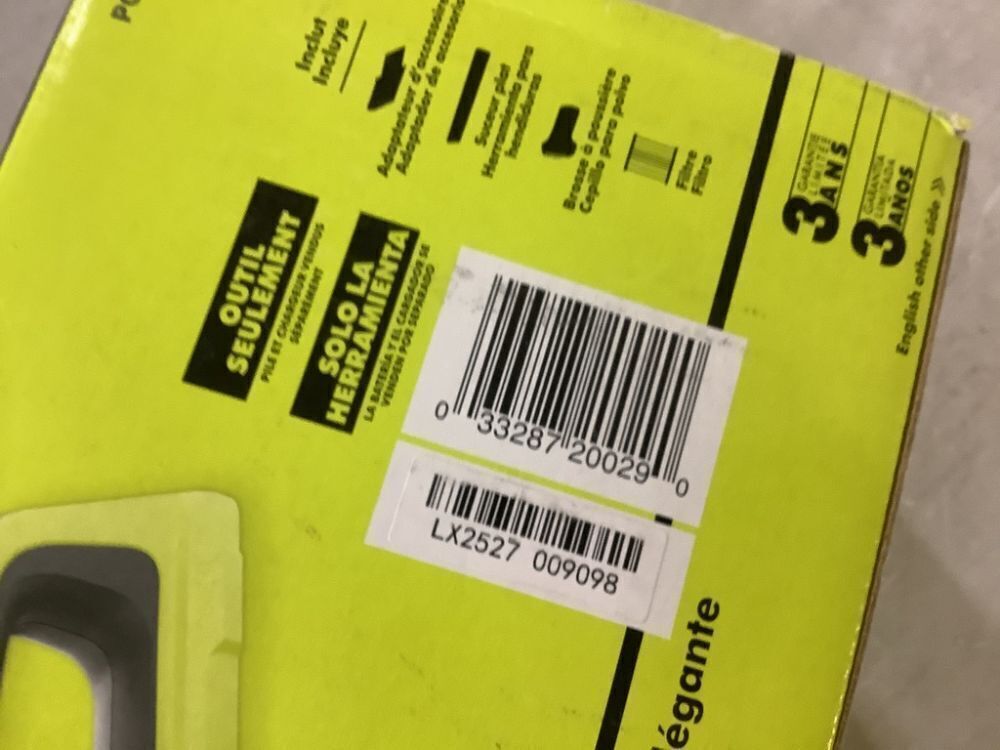 Inclut
Incluye
Adaptateur d'accessoire
Adaptador de accesorio
Suceur plat
Herramienta para
hendiduras
Brosse à poussière
Cepillo para polvo
Filtre
Filtro
3 ANS
GARANTIE
LIMITÉE
3 AÑOS
GARANTÍA
LIMITADA
English other side »
OUTIL
SEULEMENT
PILE ET CHARGEUR VENDUS
SÉPARÉMENT
SOLO LA
HERRAMIENTA
LA BATERÍA Y EL CARGADOR SE
VENDEN POR SEPARADO
0 33287 20029 0
LX2527 009098
légante